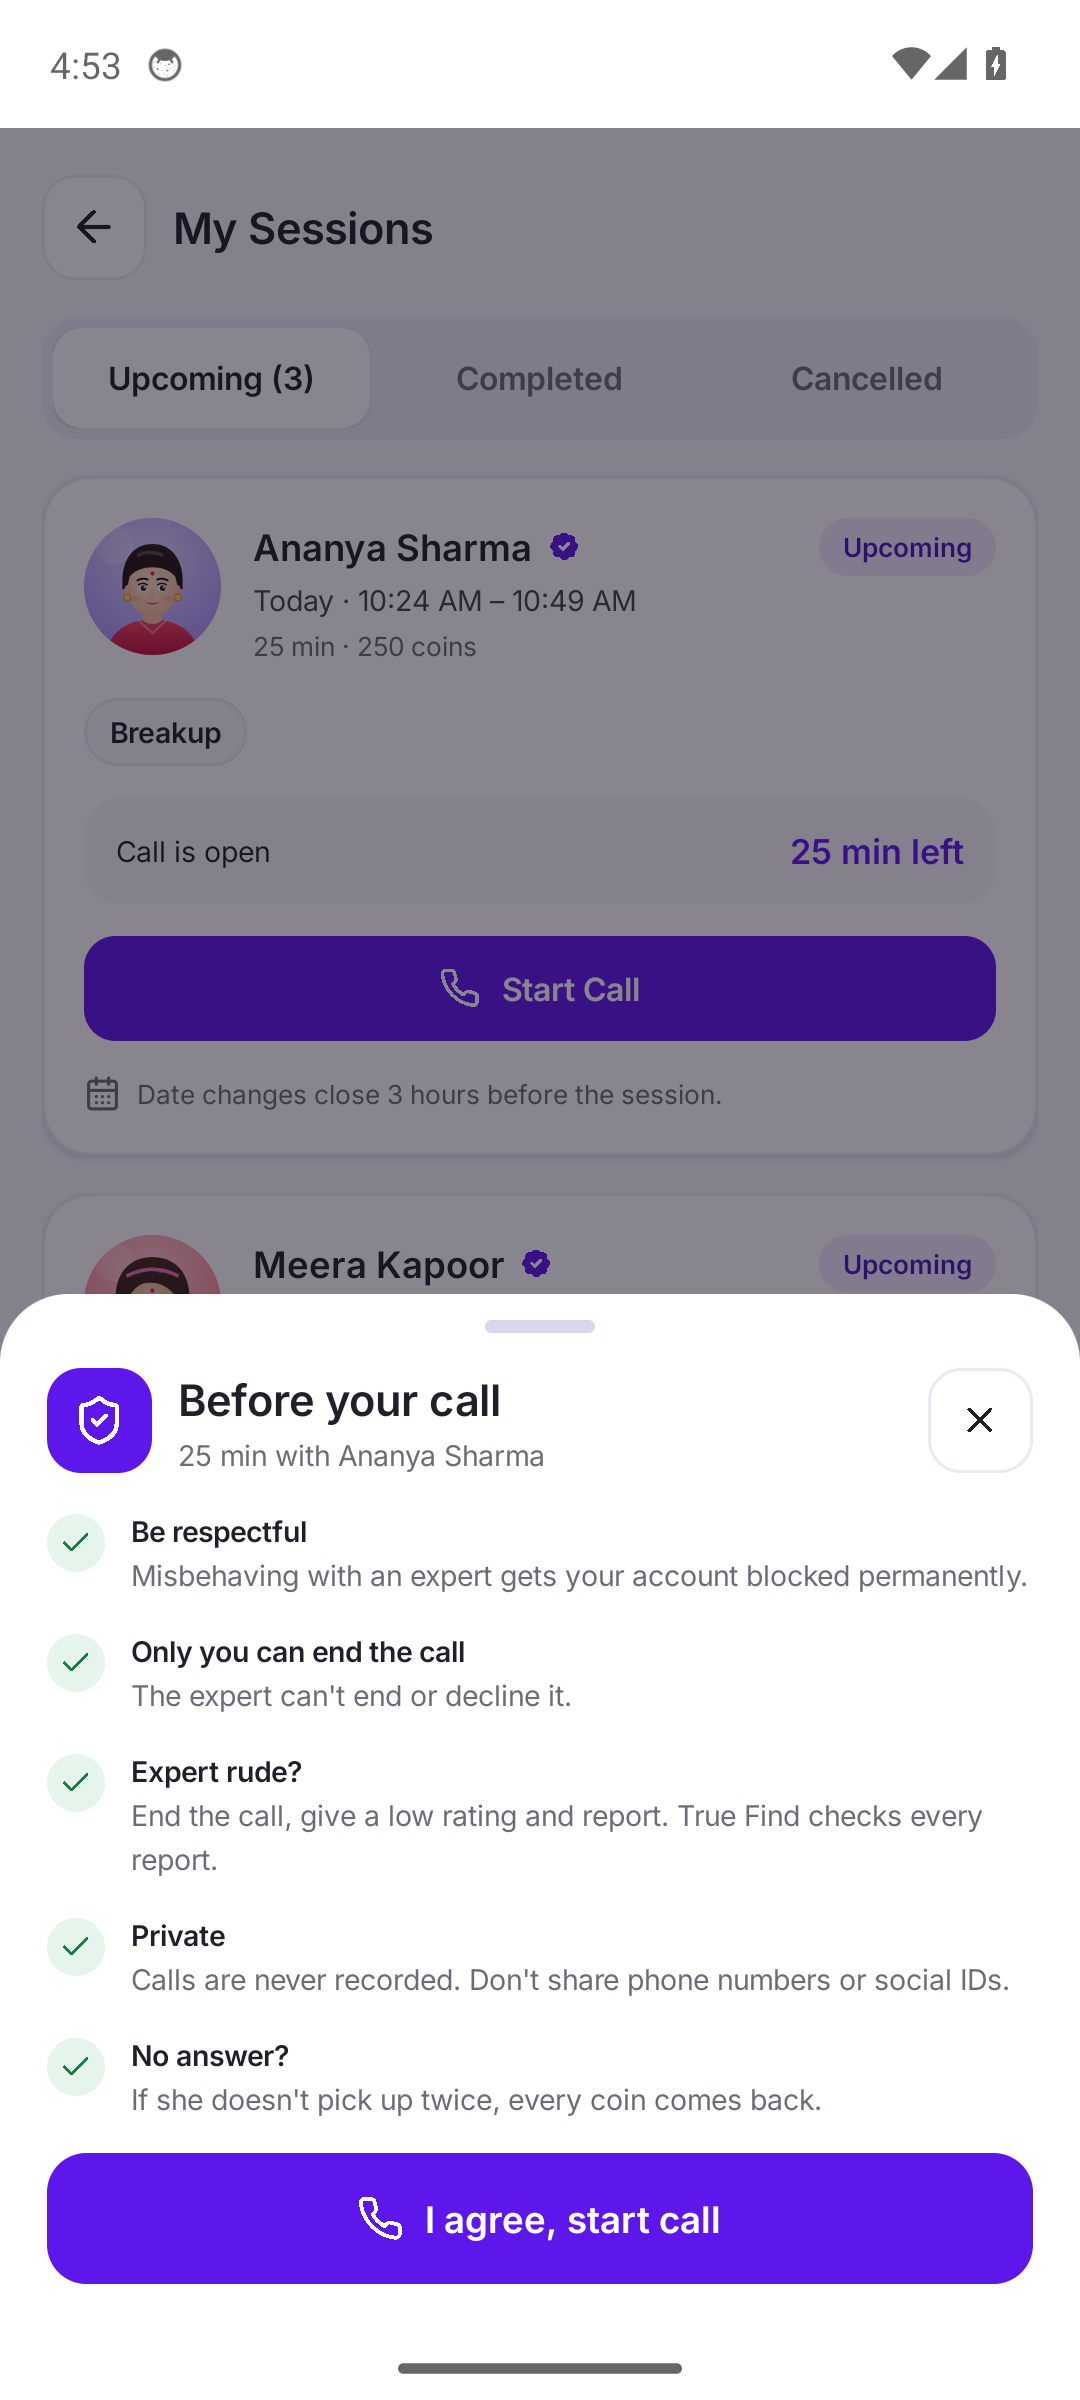 4:53
My Sessions
Upcoming (3)
Completed
Cancelled
Ananya Sharma
Upcoming
Today · 10:24 AM – 10:49 AM
25 min · 250 coins
Breakup
Call is open
25 min left
Start Call
Date changes close 3 hours before the session.
Meera Kapoor
Upcoming
Before your call
25 min with Ananya Sharma
Be respectful
Misbehaving with an expert gets your account blocked permanently.
Only you can end the call
The expert can't end or decline it.
Expert rude?
End the call, give a low rating and report. True Find checks every
report.
Private
Calls are never recorded. Don't share phone numbers or social IDs.
No answer?
If she doesn't pick up twice, every coin comes back.
I agree, start call